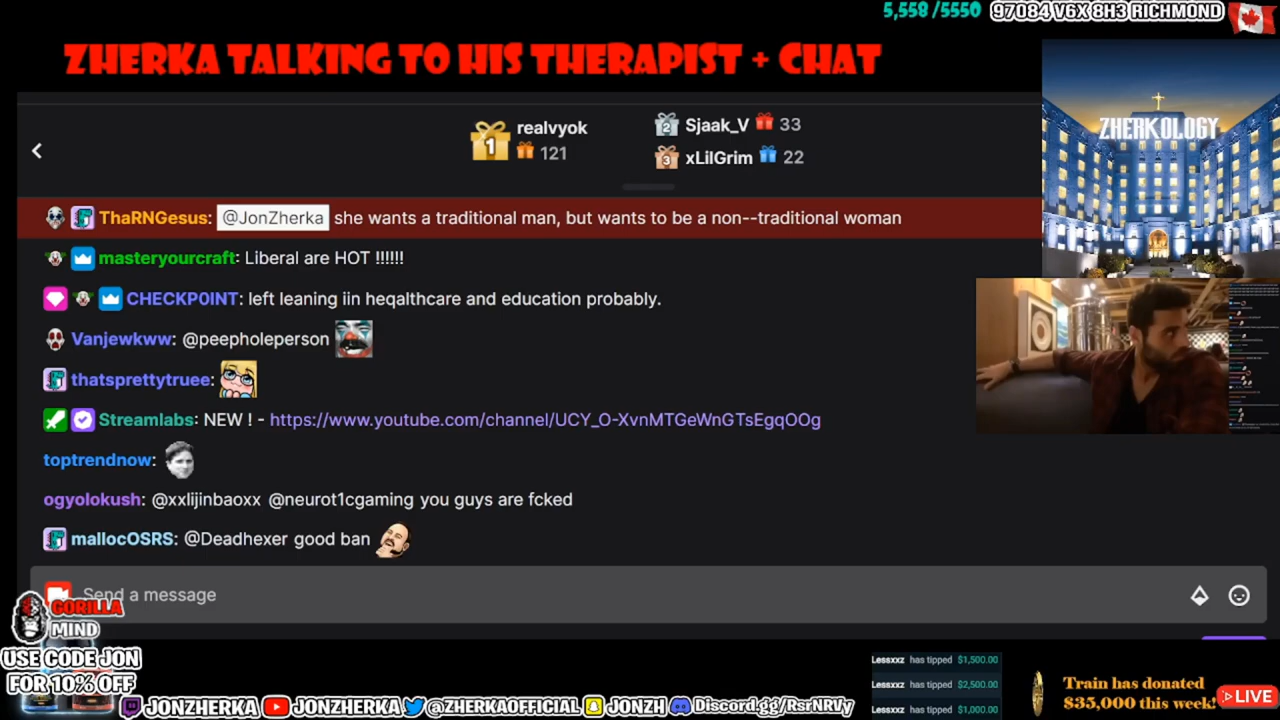 5,558 /5550
97084 V6X 8H3 RICHMOND
ZHERKA TALKING TO HIS THERAPIST + CHAT
1
realvyok
121
2
Sjaak_V
33
3
xLilGrim
22
ZHERKOLOGY
ThaRNGesus: @JonZherka she wants a traditional man, but wants to be a non--traditional woman
masteryourcraft: Liberal are HOT !!!!!!
CHECKP0INT: left leaning iin heqalthcare and education probably.
Vanjewkww: @peepholeperson
thatsprettytruee:
Streamlabs: NEW ! - https://www.youtube.com/channel/UCY_O-XvnMTGeWnGTsEgqOOg
toptrendnow:
ogyolokush: @xxlijinbaoxx @neurot1cgaming you guys are fcked
mallocOSRS: @Deadhexer good ban
Send a message
GORILLA
MIND
USE CODE JON
FOR 10% OFF
JONZHERKA
JONZHERKA
@ZHERKAOFFICIAL
JONZH
Discord.gg/RsrNRVy
Lessxxz has tipped $1,500.00
Lessxxz has tipped $2,500.00
Lessxxz has tipped $1,000.00
Train has donated
$35,000 this week!
LIVE